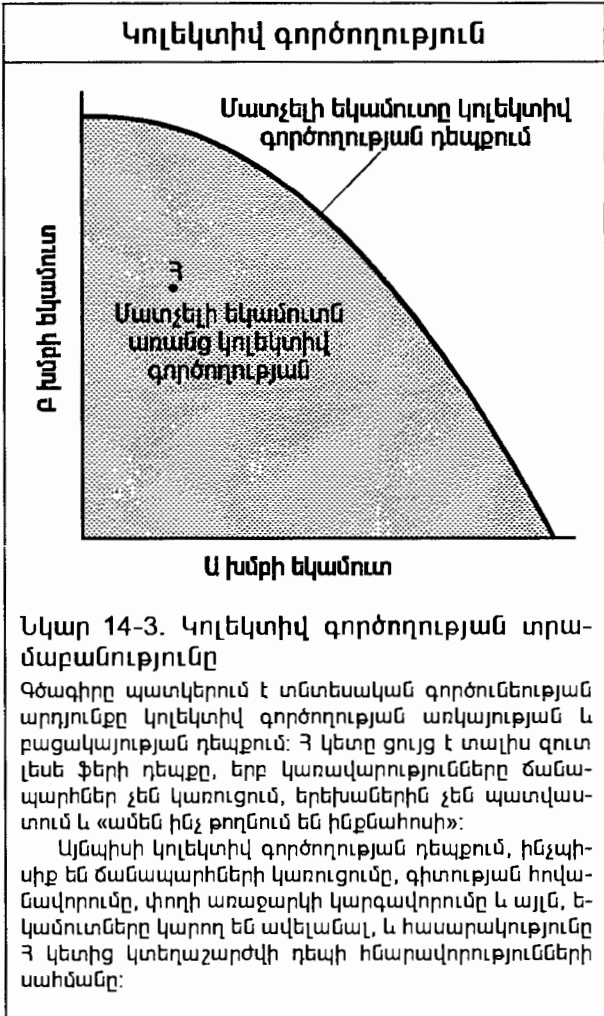 Կոլեկտիվ գործողություն
Մատչելի եկամուտը կոլեկտիվ
գործողության դեպքում
Բ խմբի եկամուտ
Հ
Մատչելի եկամուտն
առանց կոլեկտիվ
գործողության
Ա խմբի եկամուտ
Նկար 14-3. Կոլեկտիվ գործողության տրա-
մաբանությունը
Գծագիրը պատկերում է տնտեսական գործունեության
արդյունքը կոլեկտիվ գործողության առկայության և
բացակայության դեպքում: Հ կետը ցույց է տալիս զուտ
լեսե ֆերի դեպքը, երբ կառավարությունները ճանա-
պարհներ չեն կառուցում, երեխաներին չեն պատվաս-
տում և «ամեն ինչ թողնում են ինքնահոսի»:
Այնպիսի կոլեկտիվ գործողության դեպքում, ինչպի-
սիք են ճանապարհների կառուցումը, գիտության հովա-
նավորումը, փողի առաջարկի կարգավորումը և այլն, ե-
կամուտները կարող են ավելանալ, և հասարակությունը
Հ կետից կտեղաշարժվի դեպի հնարավորությունների
սահմանը: